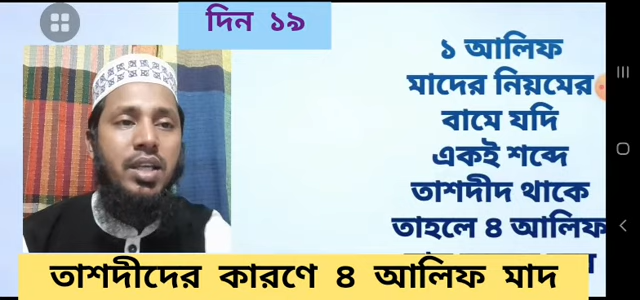 দিন ১৯
১ আলিফ
মাদের নিয়মের
বামে যদি
একই শব্দে
তাশদীদ থাকে
তাহলে ৪ আলিফ
তাশদীদের কারণে ৪ আলিফ মাদ